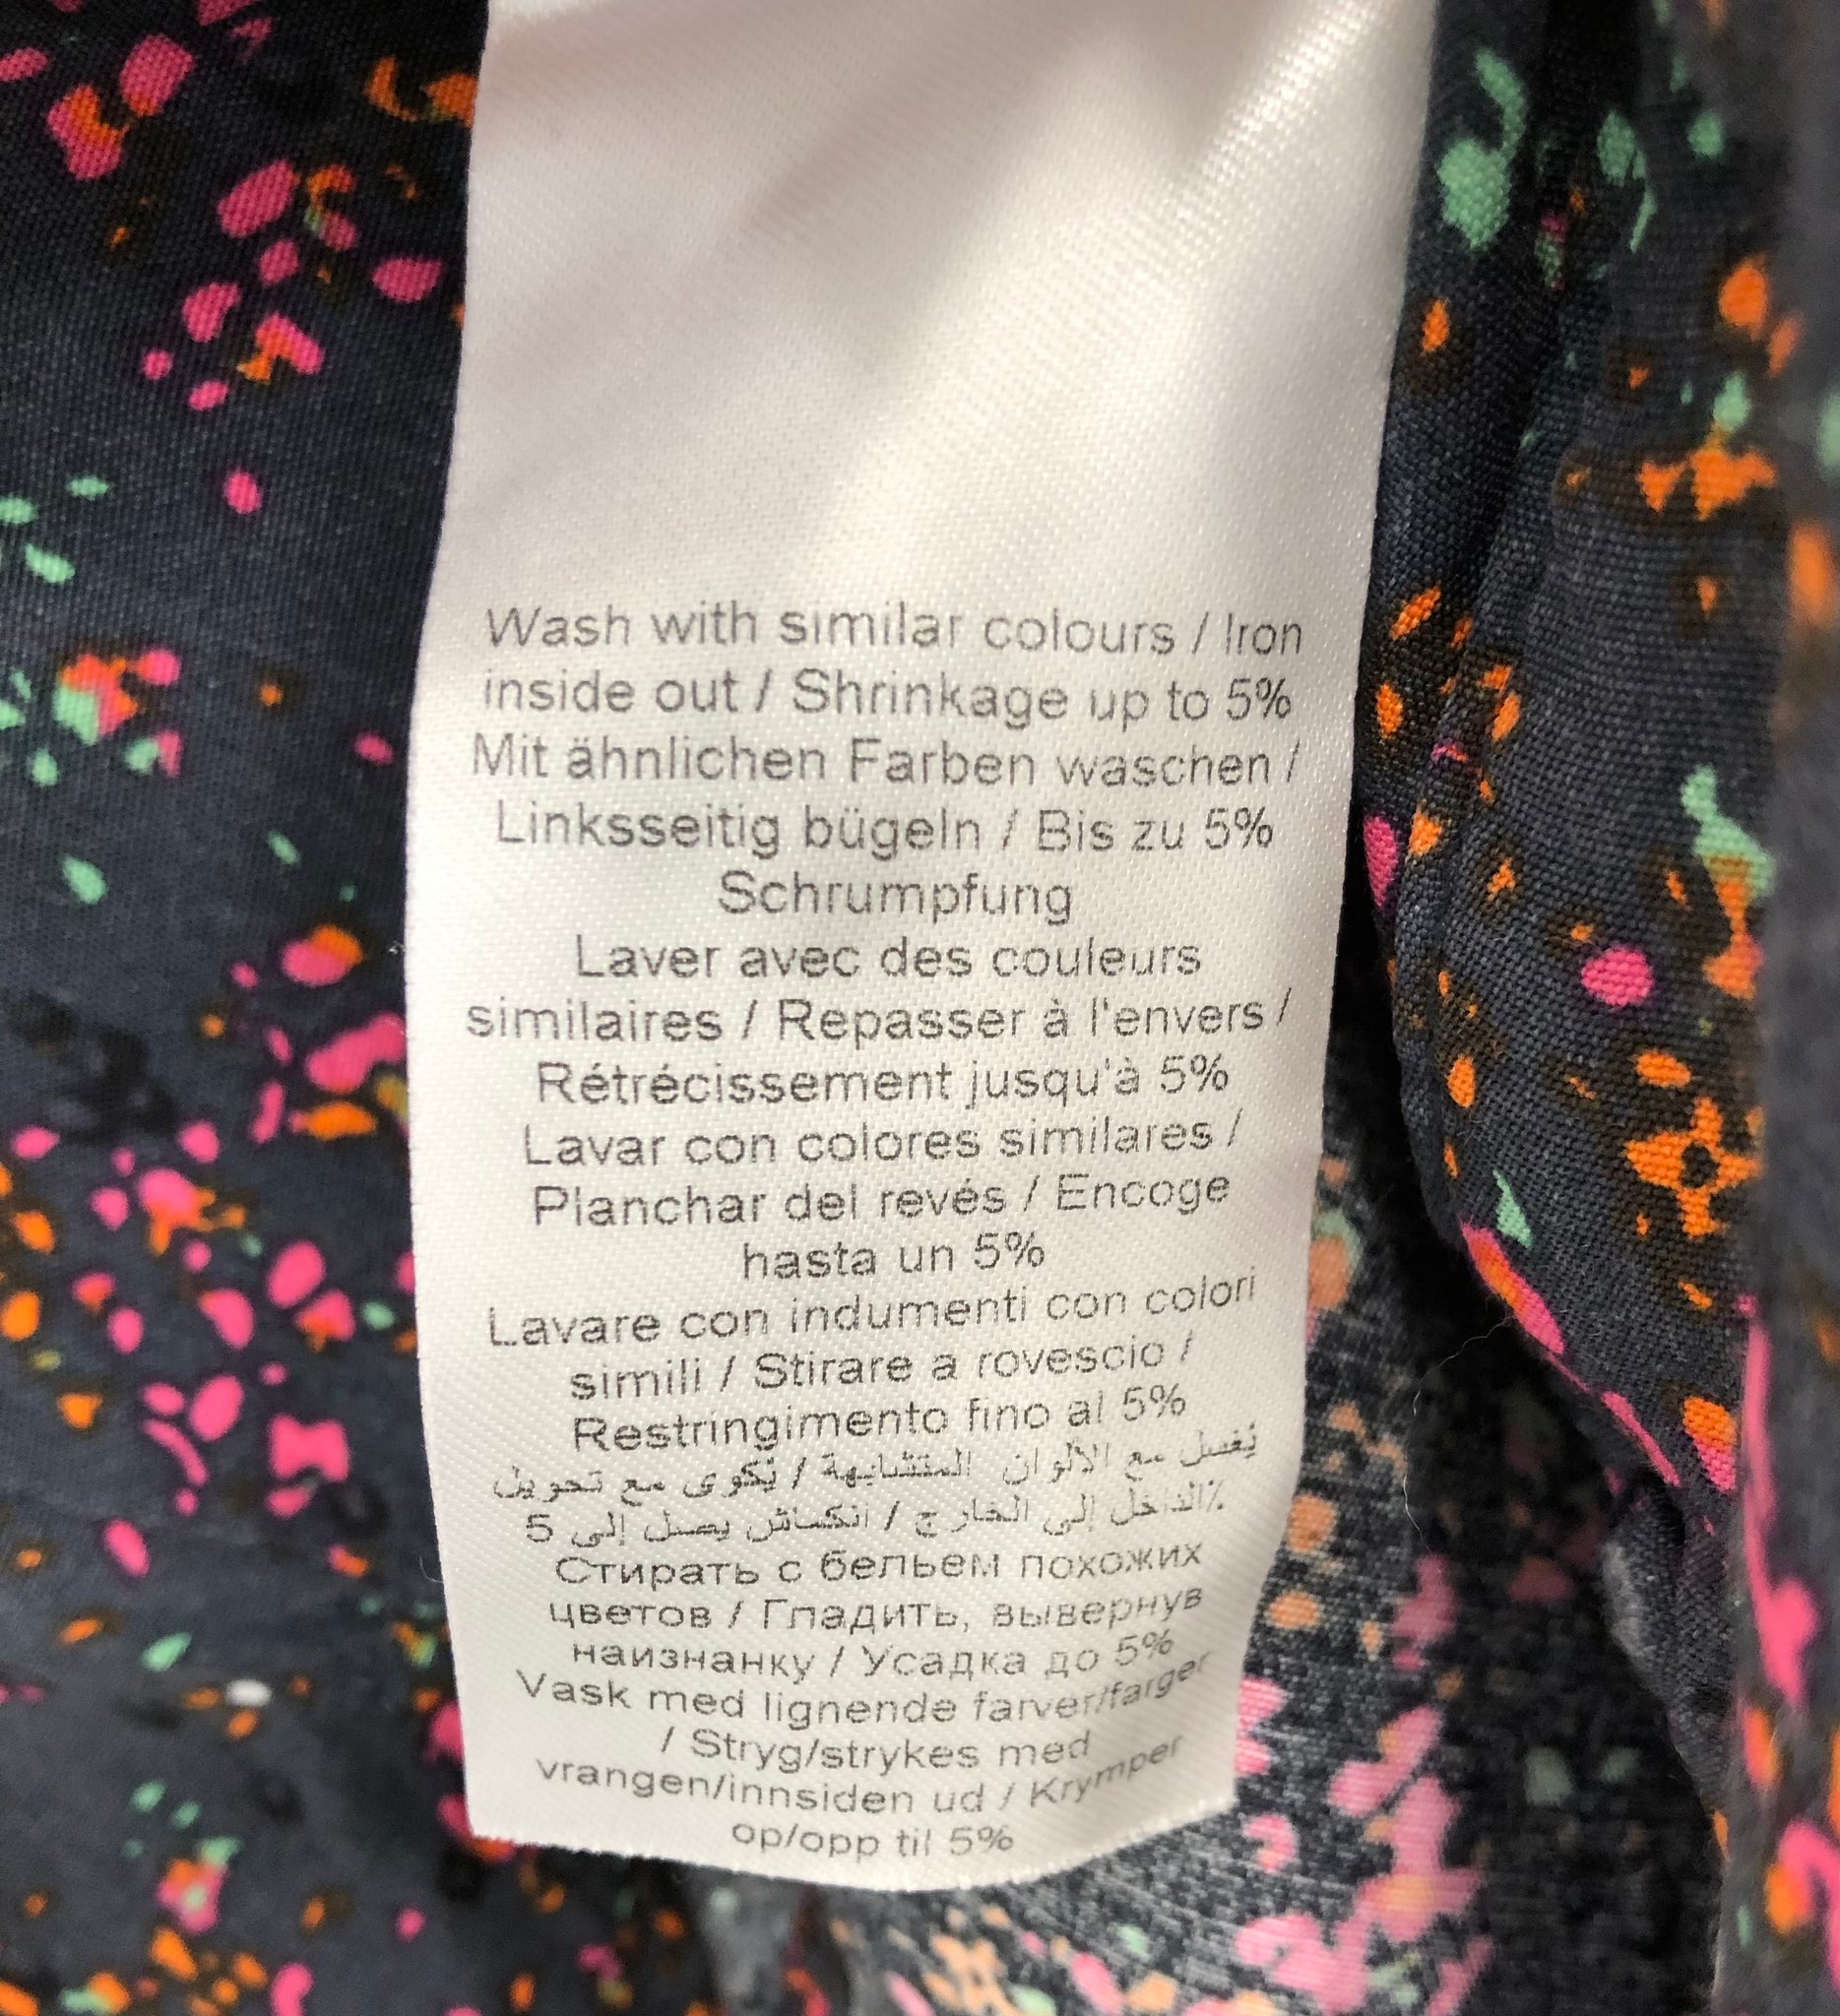 Wash with similar colours / Iron
inside out / Shrinkage up to 5%
Mit ähnlichen Farben waschen /
Linksseitig bügeln / Bis zu 5%
Schrumpfung
Laver avec des couleurs
similaires / Repasser à l'envers /
Rétrécissement jusqu'à 5%
Lavar con colores similares /
Planchar del revés / Encoge
hasta un 5%
Lavare con indumenti con colori
simili / Stirare a rovescio /
Restringimento fino al 5%
يُغسل مع الألوان المتشابهة / يُكوى مع تحويل
الداخل إلى الخارج / انكماش يصل إلى 5٪
Стирать с бельем похожих
цветов / Гладить, вывернув
наизнанку / Усадка до 5%
Vask med lignende farver/farger
/ Stryg/strykes med
vrangen/innsiden ud / Krymper
op/opp til 5%